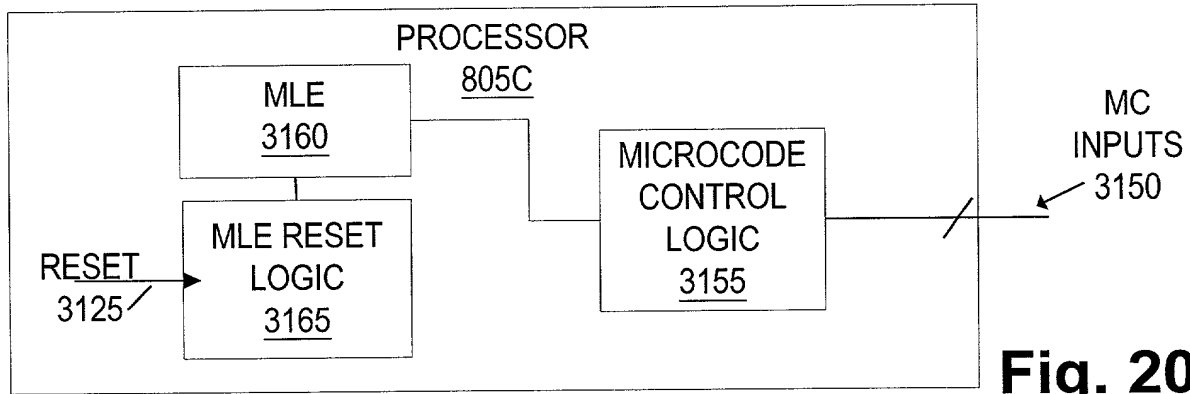 PROCESSOR
805C
MLE
3160
MICROCODE
CONTROL
LOGIC
3155
MC
INPUTS
3150
MLE RESET
LOGIC
3165
RESET
3125
Fig. 20